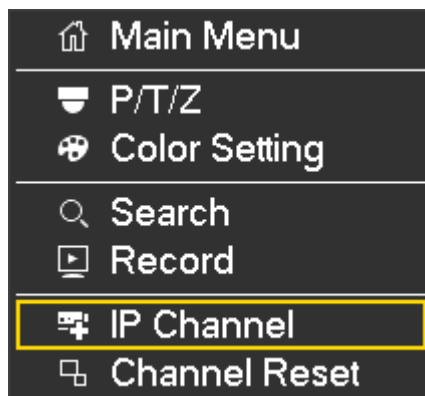 Main Menu
P/T/Z
Color Setting
Search
Record
IP Channel
Channel Reset